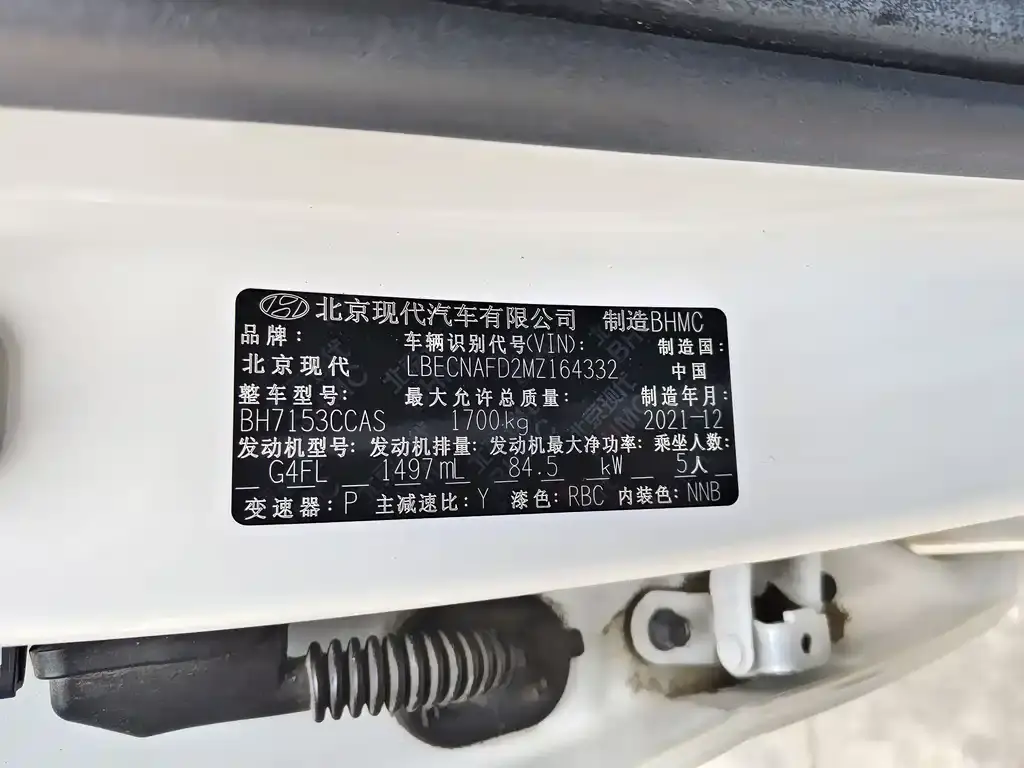 北京现代汽车有限公司 制造BHMC
品牌: 车辆识别代号(VIN): 制造国:
北京现代 LBECNAFD2MZ164332 中国
整车型号: 最大允许总质量: 制造年月:
BH7153CCAS 1700kg 2021-12
发动机型号: 发动机排量: 发动机最大净功率: 乘坐人数:
G4FL 1497mL 84.5 kW 5人
变速器: P 主减速比: Y 漆色: RBC 内装色: NNB